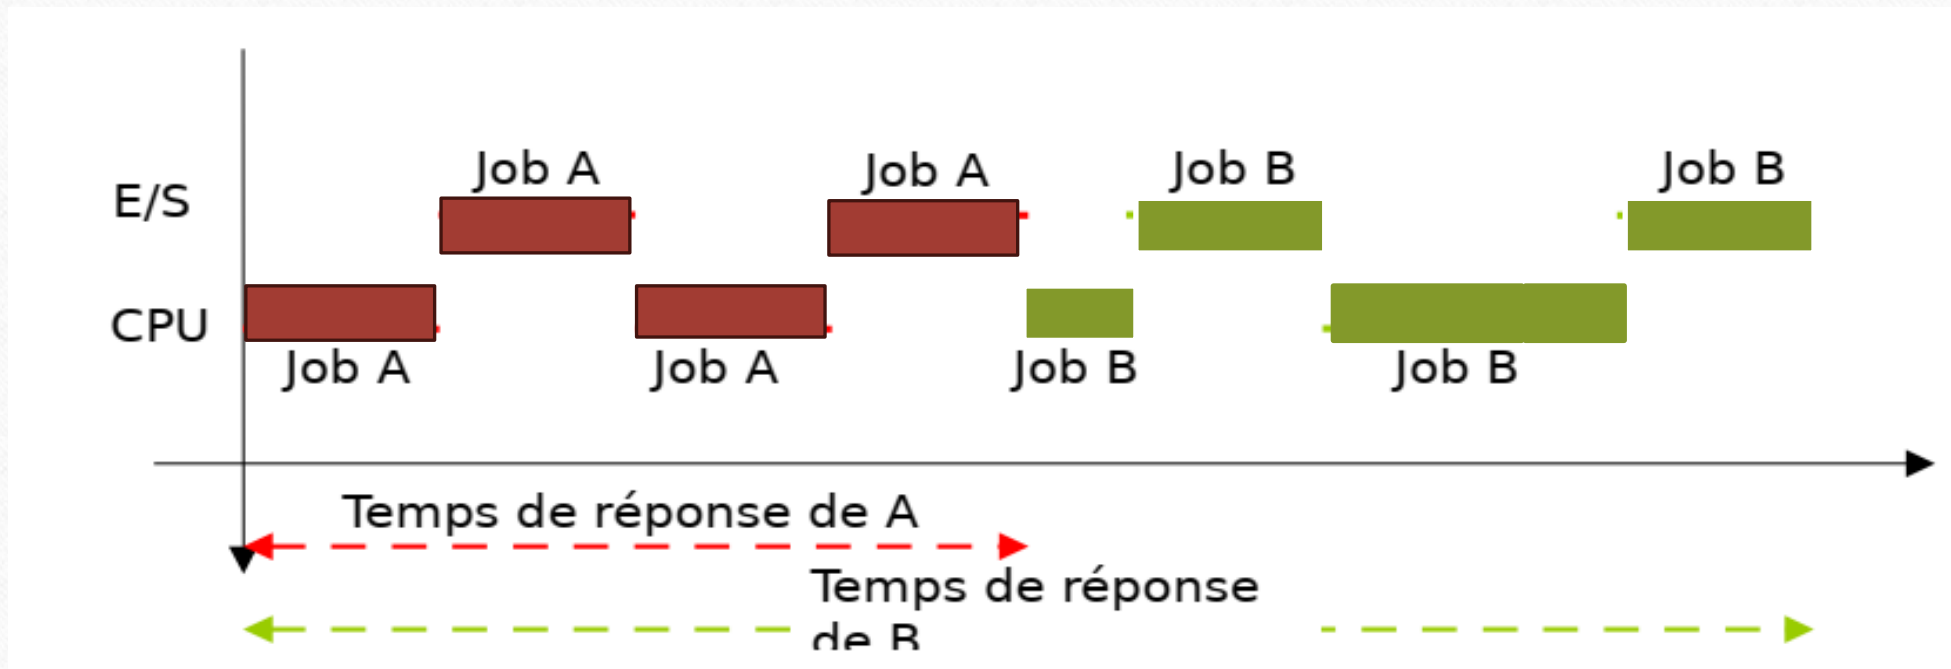 Job A
Job A
Job B
Job B
E/S
CPU
Job A
Job A
Job B
Job B
Temps de réponse de A
Temps de réponse
de B